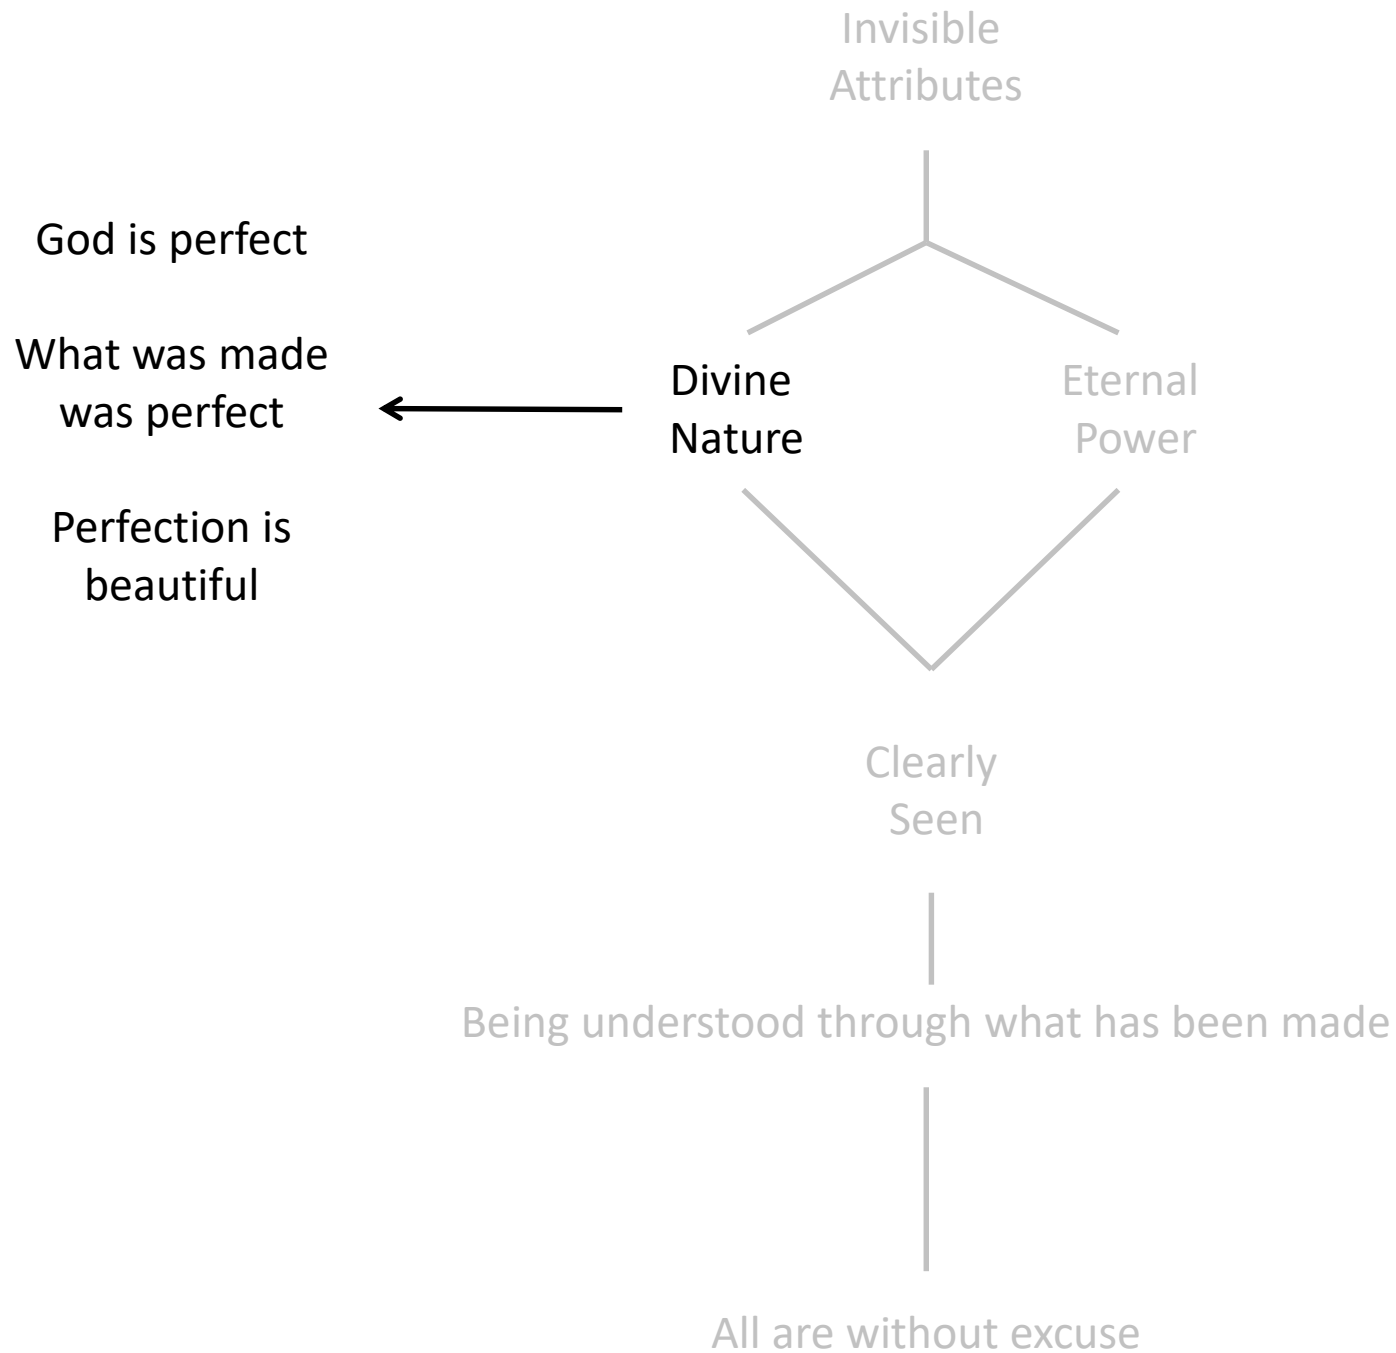 Invisible
Attributes
God is perfect
What was made
was perfect
Perfection is
beautiful
Divine
Nature
Eternal
Power
Clearly
Seen
Being understood through what has been made
All are without excuse